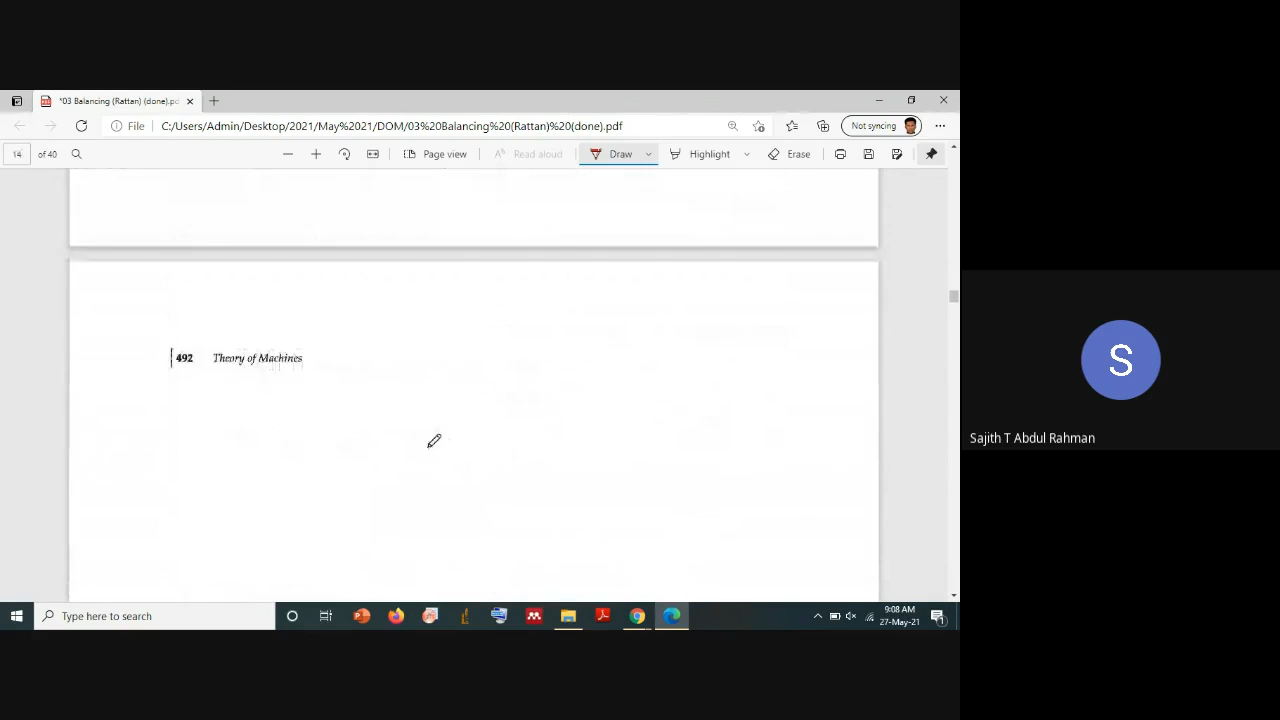 *03 Balancing (Rattan) (done).pd
File
C:/Users/Admin/Desktop/2021/May%2021/DOM/03%20Balancing%20(Rattan)%20(done).pdf
Not syncing
14 of 40
Page view
Read aloud
Draw
Highlight
Erase
492 Theory of Machines
S
Sajith T Abdul Rahman
Type here to search
9:08 AM
27-May-21
1